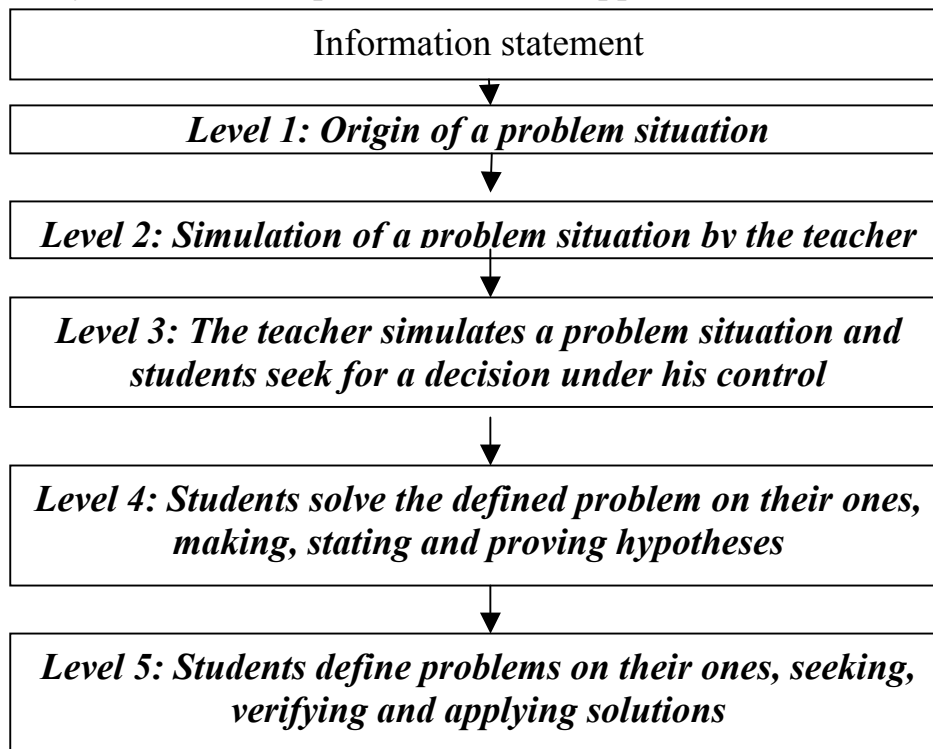 Information statement
Level 1: Origin of a problem situation
Level 2: Simulation of a problem situation by the teacher
Level 3: The teacher simulates a problem situation and
students seek for a decision under his control
Level 4: Students solve the defined problem on their ones,
making, stating and proving hypotheses
Level 5: Students define problems on their ones, seeking,
verifying and applying solutions